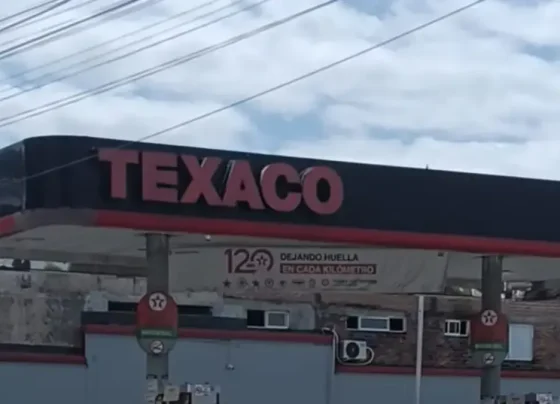 TEXACO
120 DEJANDO HUELLA
EN CADA KILÓMETRO